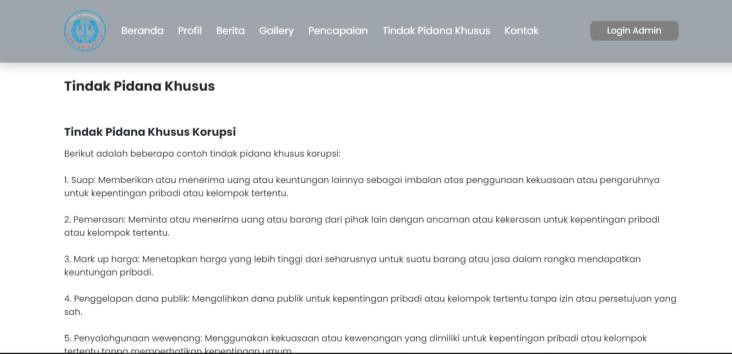 Beranda Profil Berita Gallery Pencapaian Tindak Pidana Khusus Kontak Login Admin
Tindak Pidana Khusus
Tindak Pidana Khusus Korupsi
Berikut adalah beberapa contoh tindak pidana khusus korupsi:
1. Suap: Memberikan atau menerima uang atau keuntungan lainnya sebagai imbalan atas penggunaan kekuasaan atau pengaruhnya
untuk kepentingan pribadi atau kelompok tertentu.
2. Pemerasan: Meminta atau menerima uang atau barang dari pihak lain dengan ancaman atau kekerasan untuk kepentingan pribadi
atau kelompok tertentu.
3. Mark up harga: Menetapkan harga yang lebih tinggi dari seharusnya untuk suatu barang atau jasa dalam rangka mendapatkan
keuntungan pribadi.
4. Penggelapan dana publik: Mengalihkan dana publik untuk kepentingan pribadi atau kelompok tertentu tanpa izin atau persetujuan yang
sah.
5. Penyalahgunaan wewenang: Menggunakan kekuasaan atau kewenangan yang dimiliki untuk kepentingan pribadi atau kelompok
tertentu tanpa memperhatikan kepentingan umum.